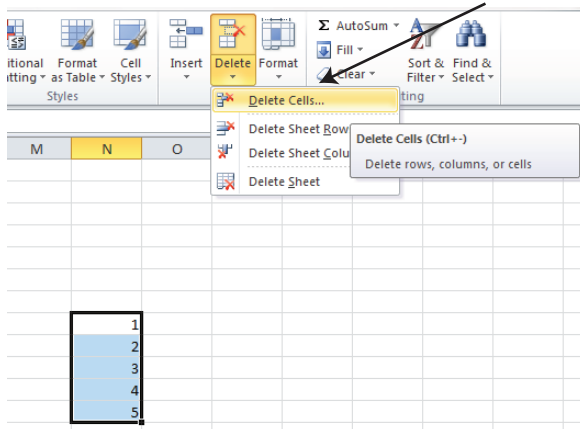 Σ AutoSum
Fill
Clear
itional Format Cell Insert Delete Format Sort & Find &
atting as Table Styles Filter Select
Styles ting
Delete Cells...
Delete Sheet Row
Delete Sheet Colu
Delete Sheet
Delete Cells (Ctrl+-)
Delete rows, columns, or cells
M N O
1
2
3
4
5